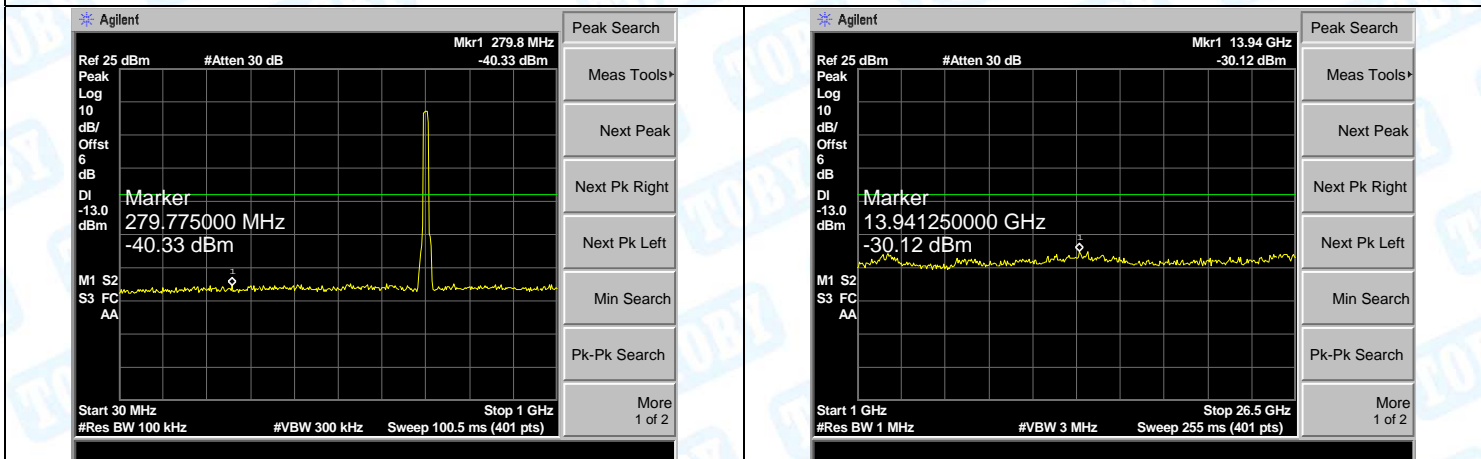 Agilent
Peak Search
Mkr1 279.8 MHz
Ref 25 dBm #Atten 30 dB -40.33 dBm
Peak
Log
10
dB/
Offst
6
dB
DI
-13.0
dBm
Marker
279.775000 MHz
-40.33 dBm
1
M1 S2
S3 FC
AA
Start 30 MHz Stop 1 GHz
#Res BW 100 kHz #VBW 300 kHz Sweep 100.5 ms (401 pts)
Meas Tools
Next Peak
Next Pk Right
Next Pk Left
Min Search
Pk-Pk Search
More
1 of 2
Agilent
Peak Search
Mkr1 13.94 GHz
Ref 25 dBm #Atten 30 dB -30.12 dBm
Peak
Log
10
dB/
Offst
6
dB
DI
-13.0
dBm
Marker
13.941250000 GHz
-30.12 dBm
1
M1 S2
S3 FC
AA
Start 1 GHz Stop 26.5 GHz
#Res BW 1 MHz #VBW 3 MHz Sweep 255 ms (401 pts)
Meas Tools
Next Peak
Next Pk Right
Next Pk Left
Min Search
Pk-Pk Search
More
1 of 2
TOBY